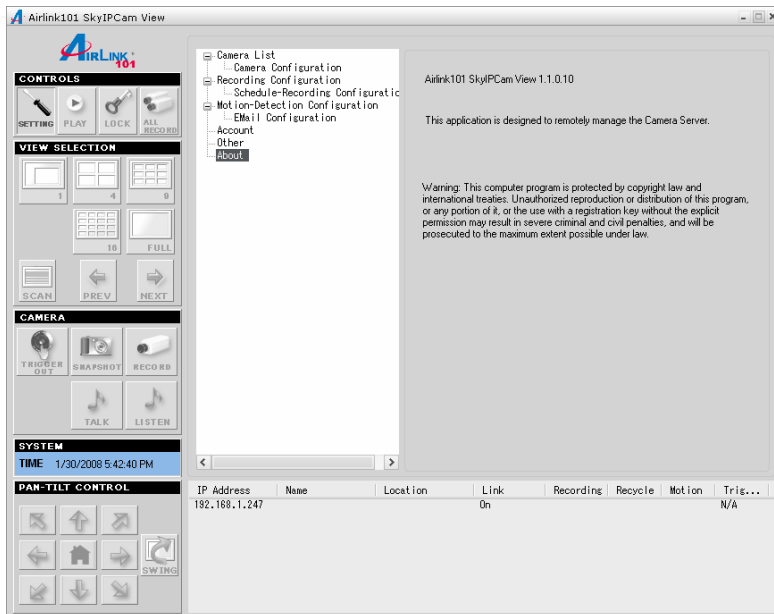 Airlink101 SkyIPCam View
AIRLINK
101
CONTROLS
SETTING
PLAY
LOCK
ALL
RECORD
VIEW SELECTION
1
4
9
16
FULL
SCAN
PREV
NEXT
CAMERA
TRIGGER
OUT
SNAPSHOT
RECORD
TALK
LISTEN
SYSTEM
TIME 1/30/2008 5:42:40 PM
PAN-TILT CONTROL
SWING
Camera List
Camera Configuration
Recording Configuration
Schedule-Recording Configuratic
Motion-Detection Configuration
EMail Configuration
Account
Other
About
Airlink101 SkyIPCam View 1.1.0.10
This application is designed to remotely manage the Camera Server.
Warning: This computer program is protected by copyright law and
international treaties. Unauthorized reproduction or distribution of this program,
or any portion of it, or the use with a registration key without the explicit
permission may result in severe criminal and civil penalties, and will be
prosecuted to the maximum extent possible under law.
IP Address Name Location Link Recording Recycle Motion Trig...
192.168.1.247 On N/A